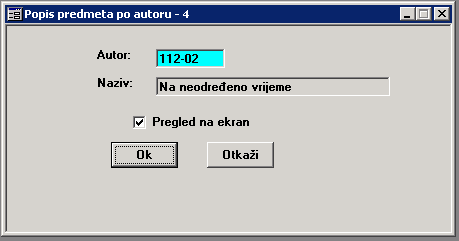 Popis predmeta po autoru - 4
Autor: 112-02
Naziv: Na neodređeno vrijeme
Pregled na ekran
Ok Otkaži